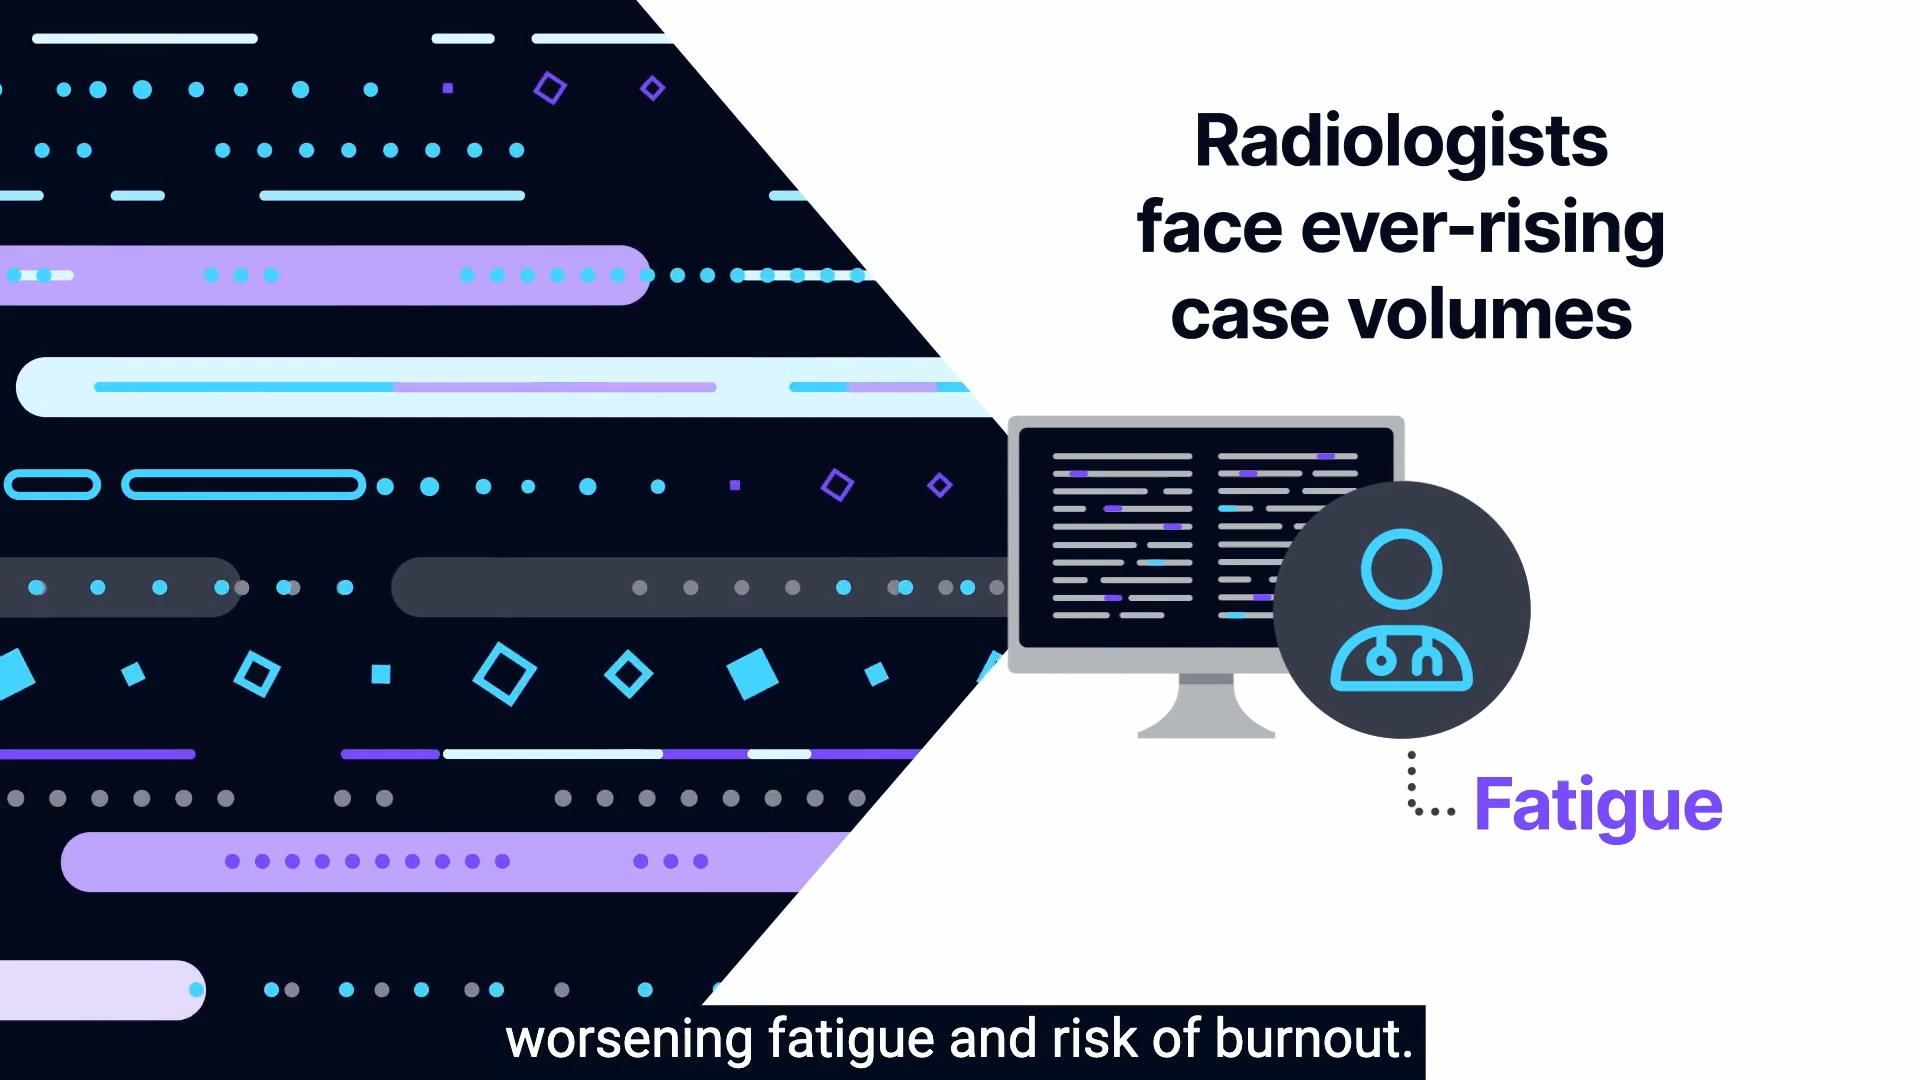 Radiologists
face ever-rising
case volumes
Fatigue
worsening fatigue and risk of burnout.